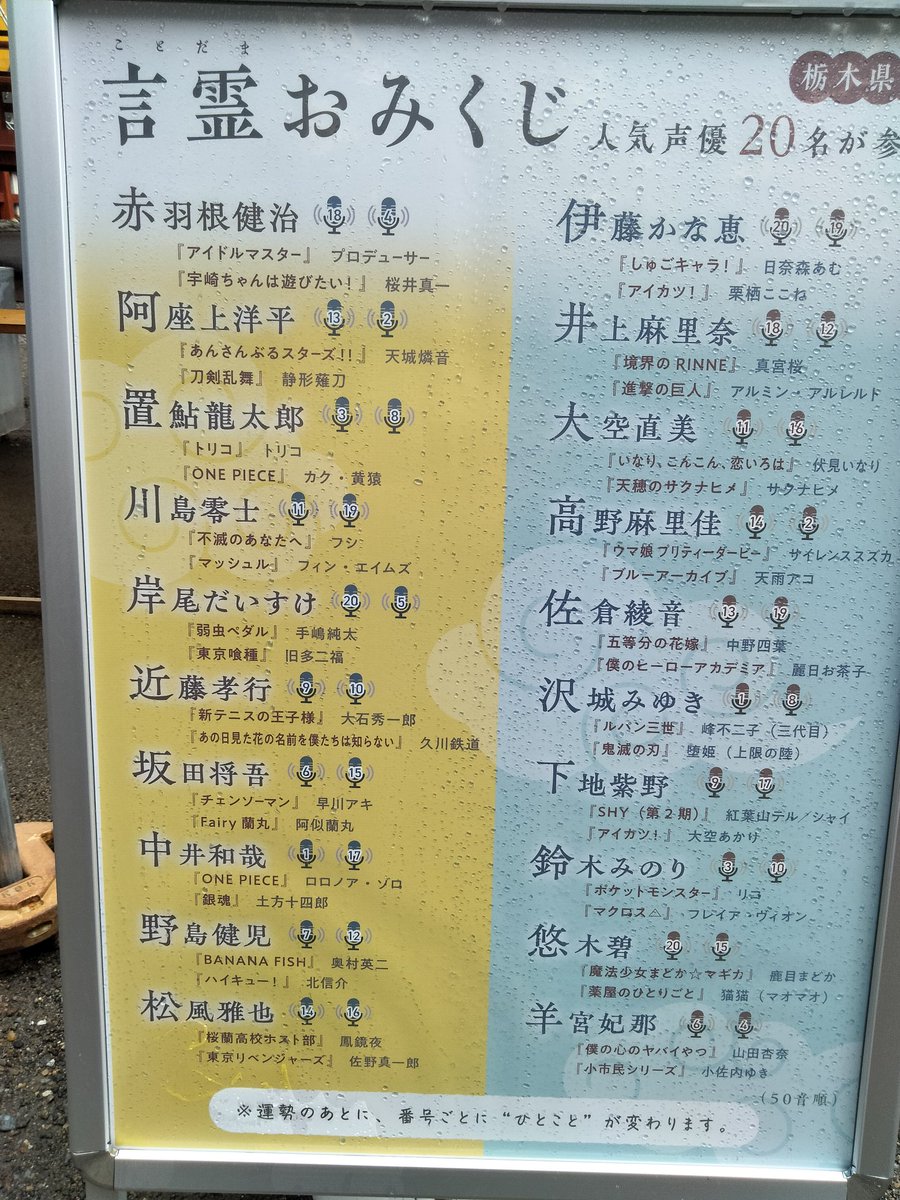 ことだま
言霊おみくじ
栃木県
人気声優20名が参
赤羽根健治 18 4
『アイドルマスター』 プロデューサー
『宇崎ちゃんは遊びたい!』 桜井真一
阿座上洋平 13 2
『あんさんぶるスターズ!!』 天城燐音
『刀剣乱舞』 静形薙刀
置鮎龍太郎 3 8
『トリコ』 トリコ
『ONE PIECE』 カク・黄猿
川島零士 11 19
『不滅のあなたへ』 フシ
『マッシュル』 フィン・エイムズ
岸尾だいすけ 20 5
『弱虫ペダル』 手嶋純太
『東京喰種』 旧多二福
近藤孝行 9 10
『新テニスの王子様』 大石秀一郎
『あの日見た花の名前を僕たちは知らない』 久川鉄道
坂田将吾 6 15
『チェンソーマン』 早川アキ
『Fairy蘭丸』 阿以蘭丸
中井和哉 1 17
『ONE PIECE』 ロロノア・ゾロ
『銀魂』 土方十四郎
野島健児 7 12
『BANANA FISH』 奥村英二
『ハイキュー!』 北信介
松風雅也 14 16
『桜蘭高校ホスト部』 鳳鏡夜
『東京リベンジャーズ』 佐野真一郎
伊藤かな恵 20 19
『しゅごキャラ!』 日奈森あむ
『アイカツ!』 栗栖ここね
井上麻里奈 18 12
『境界のRINNE』 真宮桜
『進撃の巨人』 アルミン・アルレルト
大空直美 11 16
『いなり、こんこん、恋いろは』 伏見いなり
『天穂のサクナヒメ』 サクナヒメ
高野麻里佳 14 2
『ウマ娘 プリティーダービー』 サイレンススズカ
『ブルーアーカイブ』 天雨アコ
佐倉綾音 13 19
『五等分の花嫁』 中野四葉
『僕のヒーローアカデミア』 麗日お茶子
沢城みゆき 1 8
『ルパン三世』 峰不二子(三代目)
『鬼滅の刃』 堕姫(上限の陸)
下地紫野 9 17
『SHY(第2期)』 紅葉山テル/シャイ
『アイカツ!』 大空あかり
鈴木みのり 3 10
『ポケットモンスター』 リコ
『マクロスΔ』 フレイア・ヴィオン
悠木碧 20 15
『魔法少女まどか☆マギカ』 鹿目まどか
『薬屋のひとりごと』 猫猫(マオマオ)
羊宮妃那 6 4
『僕の心のヤバイやつ』 山田杏奈
『小市民シリーズ』 小佐内ゆき
(50音順)
※運勢のあとに、番号ごとに“ひとこと”が変わります。